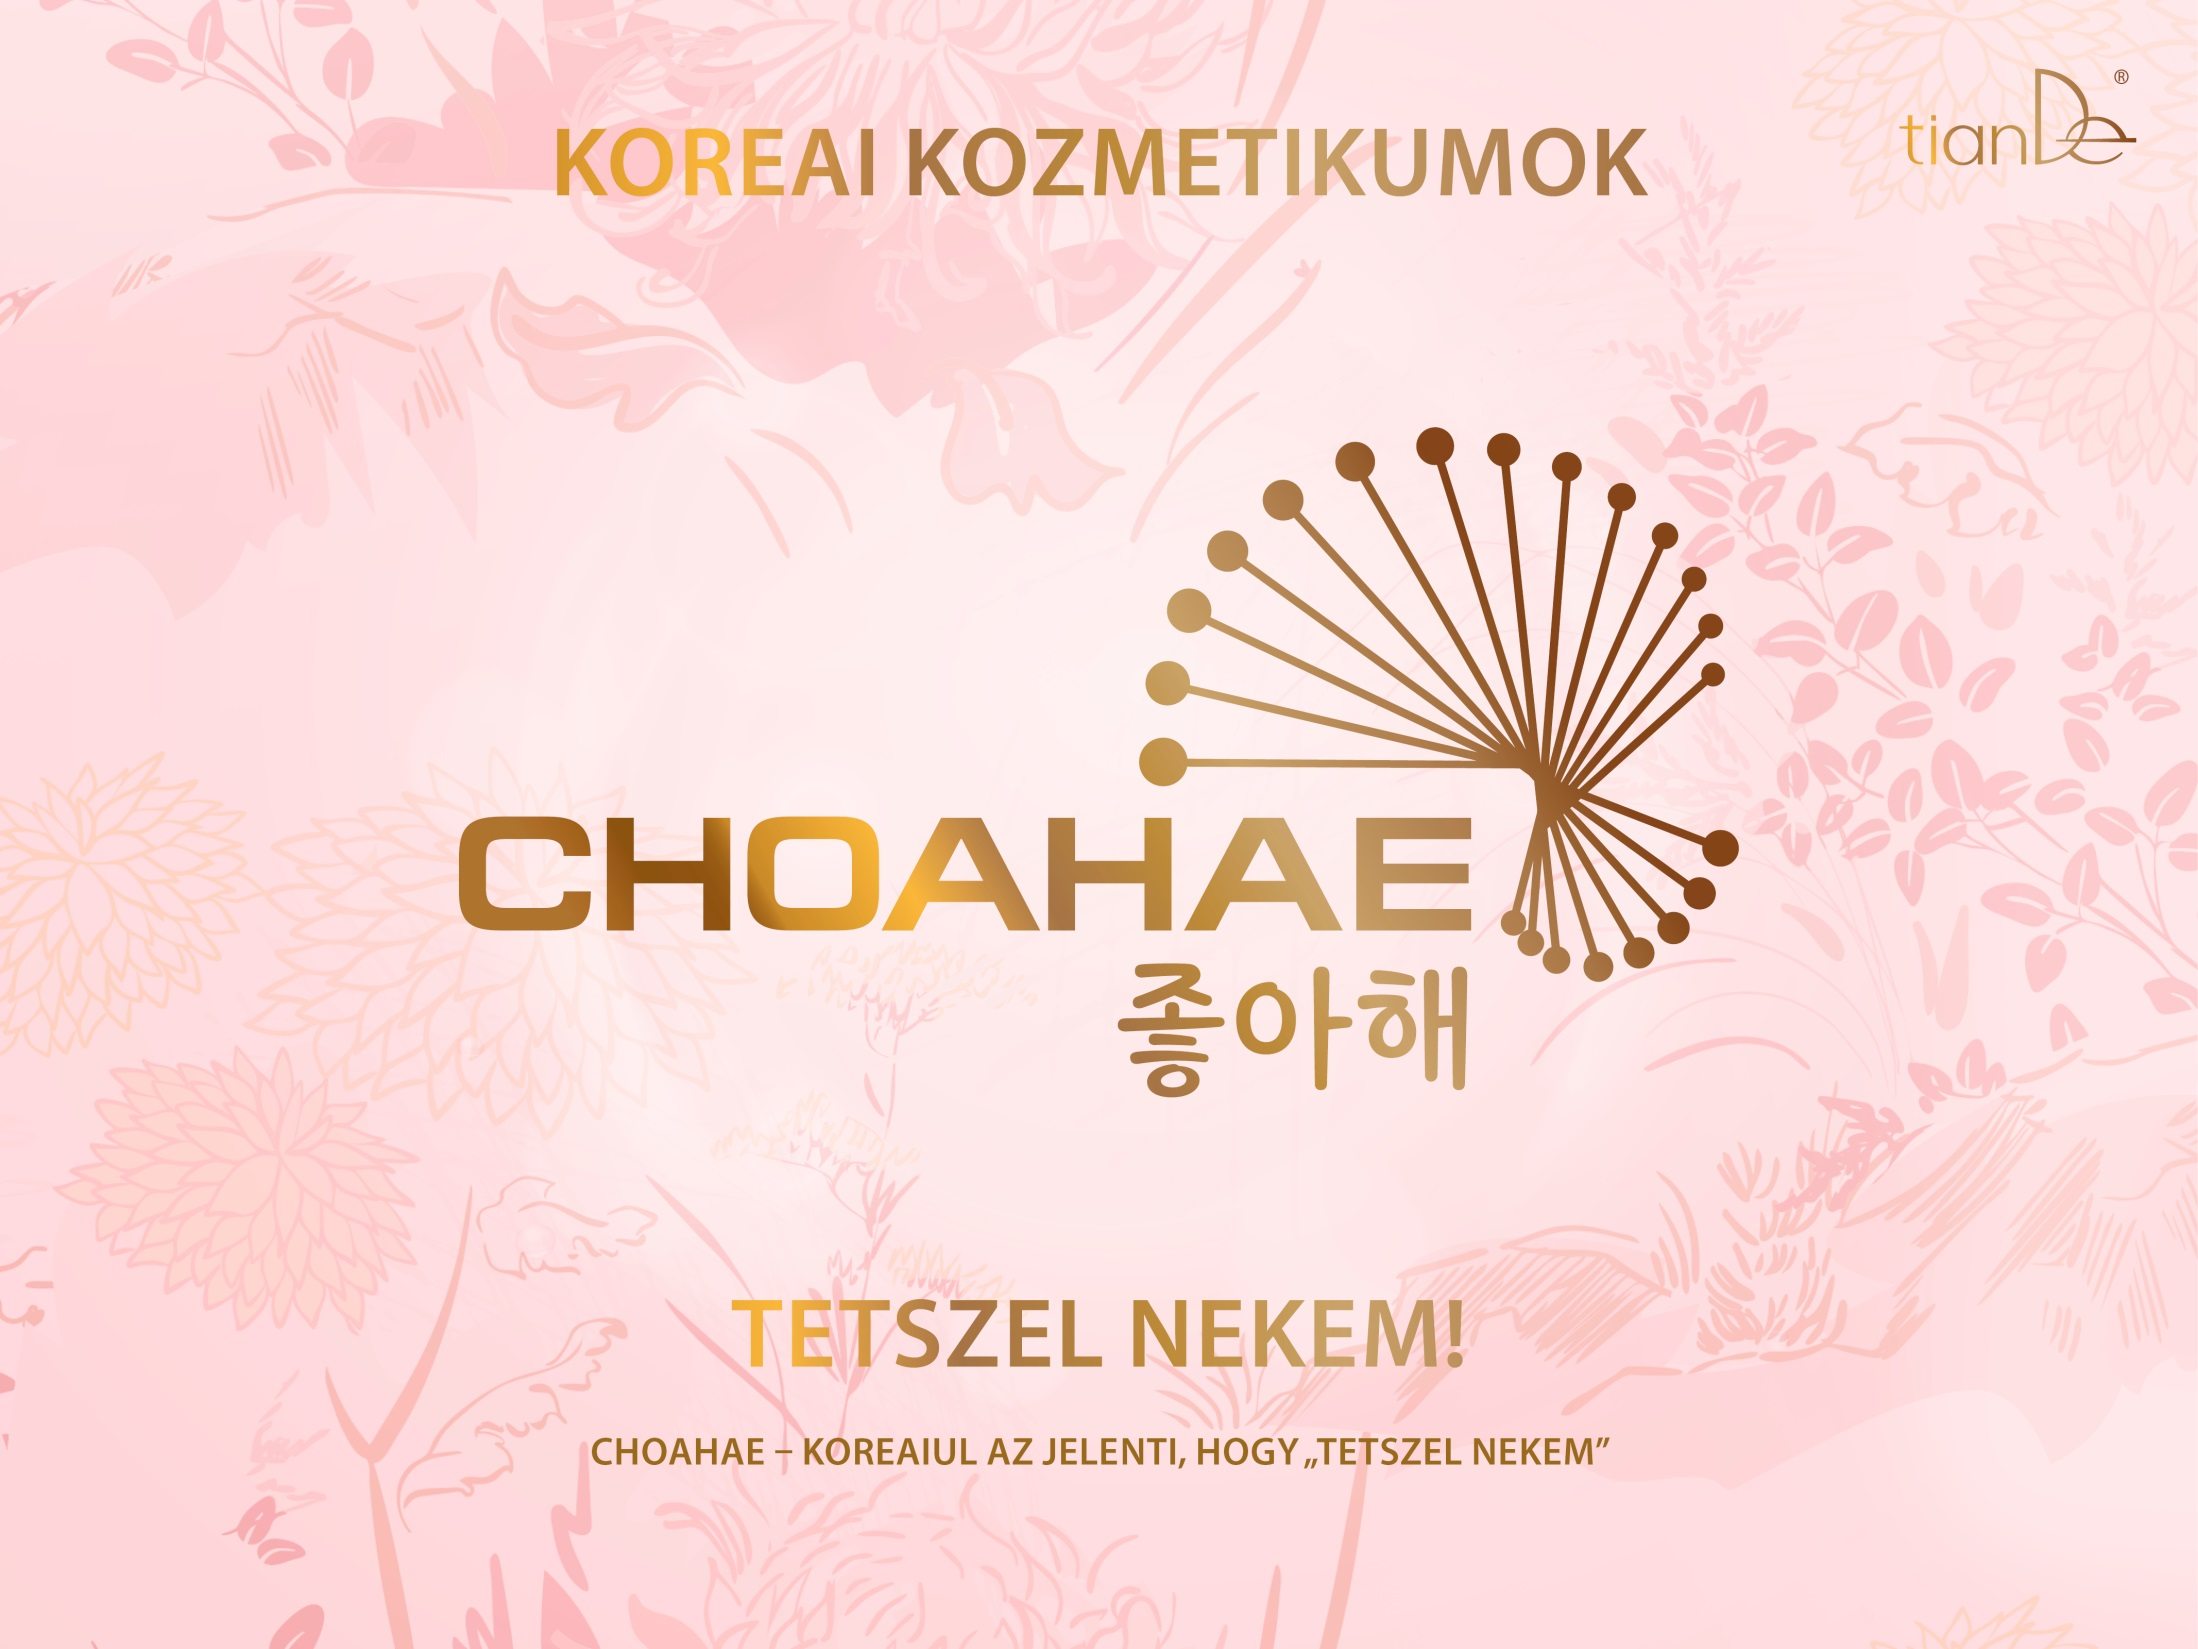 KOREAI KOZMETIKUMOK
tianDe®
CHOAHAE
좋아해
TETSZEL NEKEM!
CHOAHAE – KOREAIUL AZ JELENTI, HOGY „TETSZEL NEKEM”